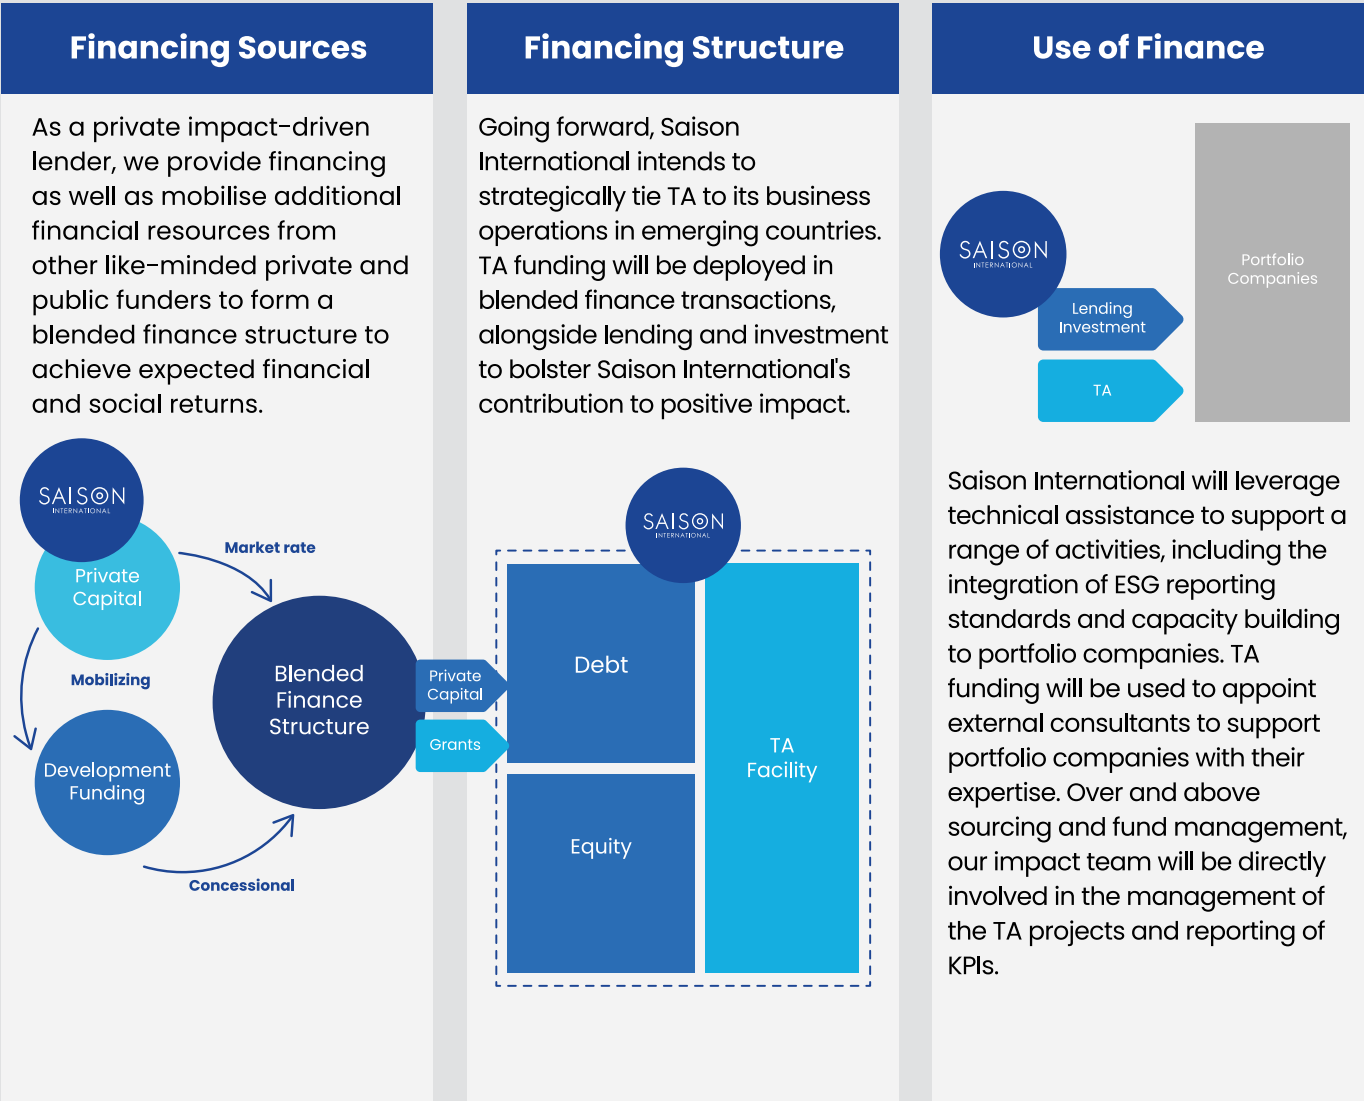 Financing Sources
As a private impact-driven
lender, we provide financing
as well as mobilise additional
financial resources from
other like-minded private and
public funders to form a
blended finance structure to
achieve expected financial
and social returns.
SAISON
INTERNATIONAL
Private
Capital
Market rate
Mobilizing
Development
Funding
Blended
Finance
Structure
Concessional
Private
Capital
Grants
Financing Structure
Going forward, Saison
International intends to
strategically tie TA to its business
operations in emerging countries.
TA funding will be deployed in
blended finance transactions,
alongside lending and investment
to bolster Saison International's
contribution to positive impact.
SAISON
INTERNATIONAL
Debt
Equity
TA
Facility
Use of Finance
SAISON
INTERNATIONAL
Lending
Investment
TA
Portfolio
Companies
Saison International will leverage
technical assistance to support a
range of activities, including the
integration of ESG reporting
standards and capacity building
to portfolio companies. TA
funding will be used to appoint
external consultants to support
portfolio companies with their
expertise. Over and above
sourcing and fund management,
our impact team will be directly
involved in the management of
the TA projects and reporting of
KPIs.